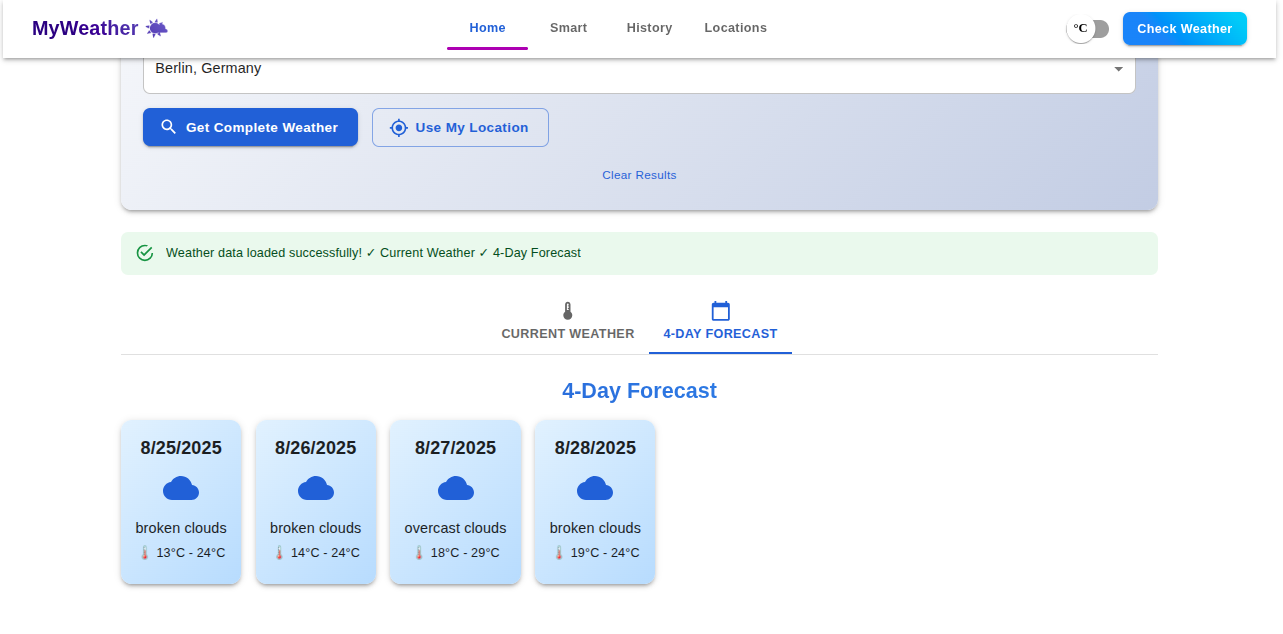 MyWeather
Home
Smart
History
Locations
°C
Check Weather
Berlin, Germany
Get Complete Weather
Use My Location
Clear Results
Weather data loaded successfully! ✓ Current Weather ✓ 4-Day Forecast
CURRENT WEATHER
4-DAY FORECAST
4-Day Forecast
8/25/2025
broken clouds
13°C - 24°C
8/26/2025
broken clouds
14°C - 24°C
8/27/2025
overcast clouds
18°C - 29°C
8/28/2025
broken clouds
19°C - 24°C